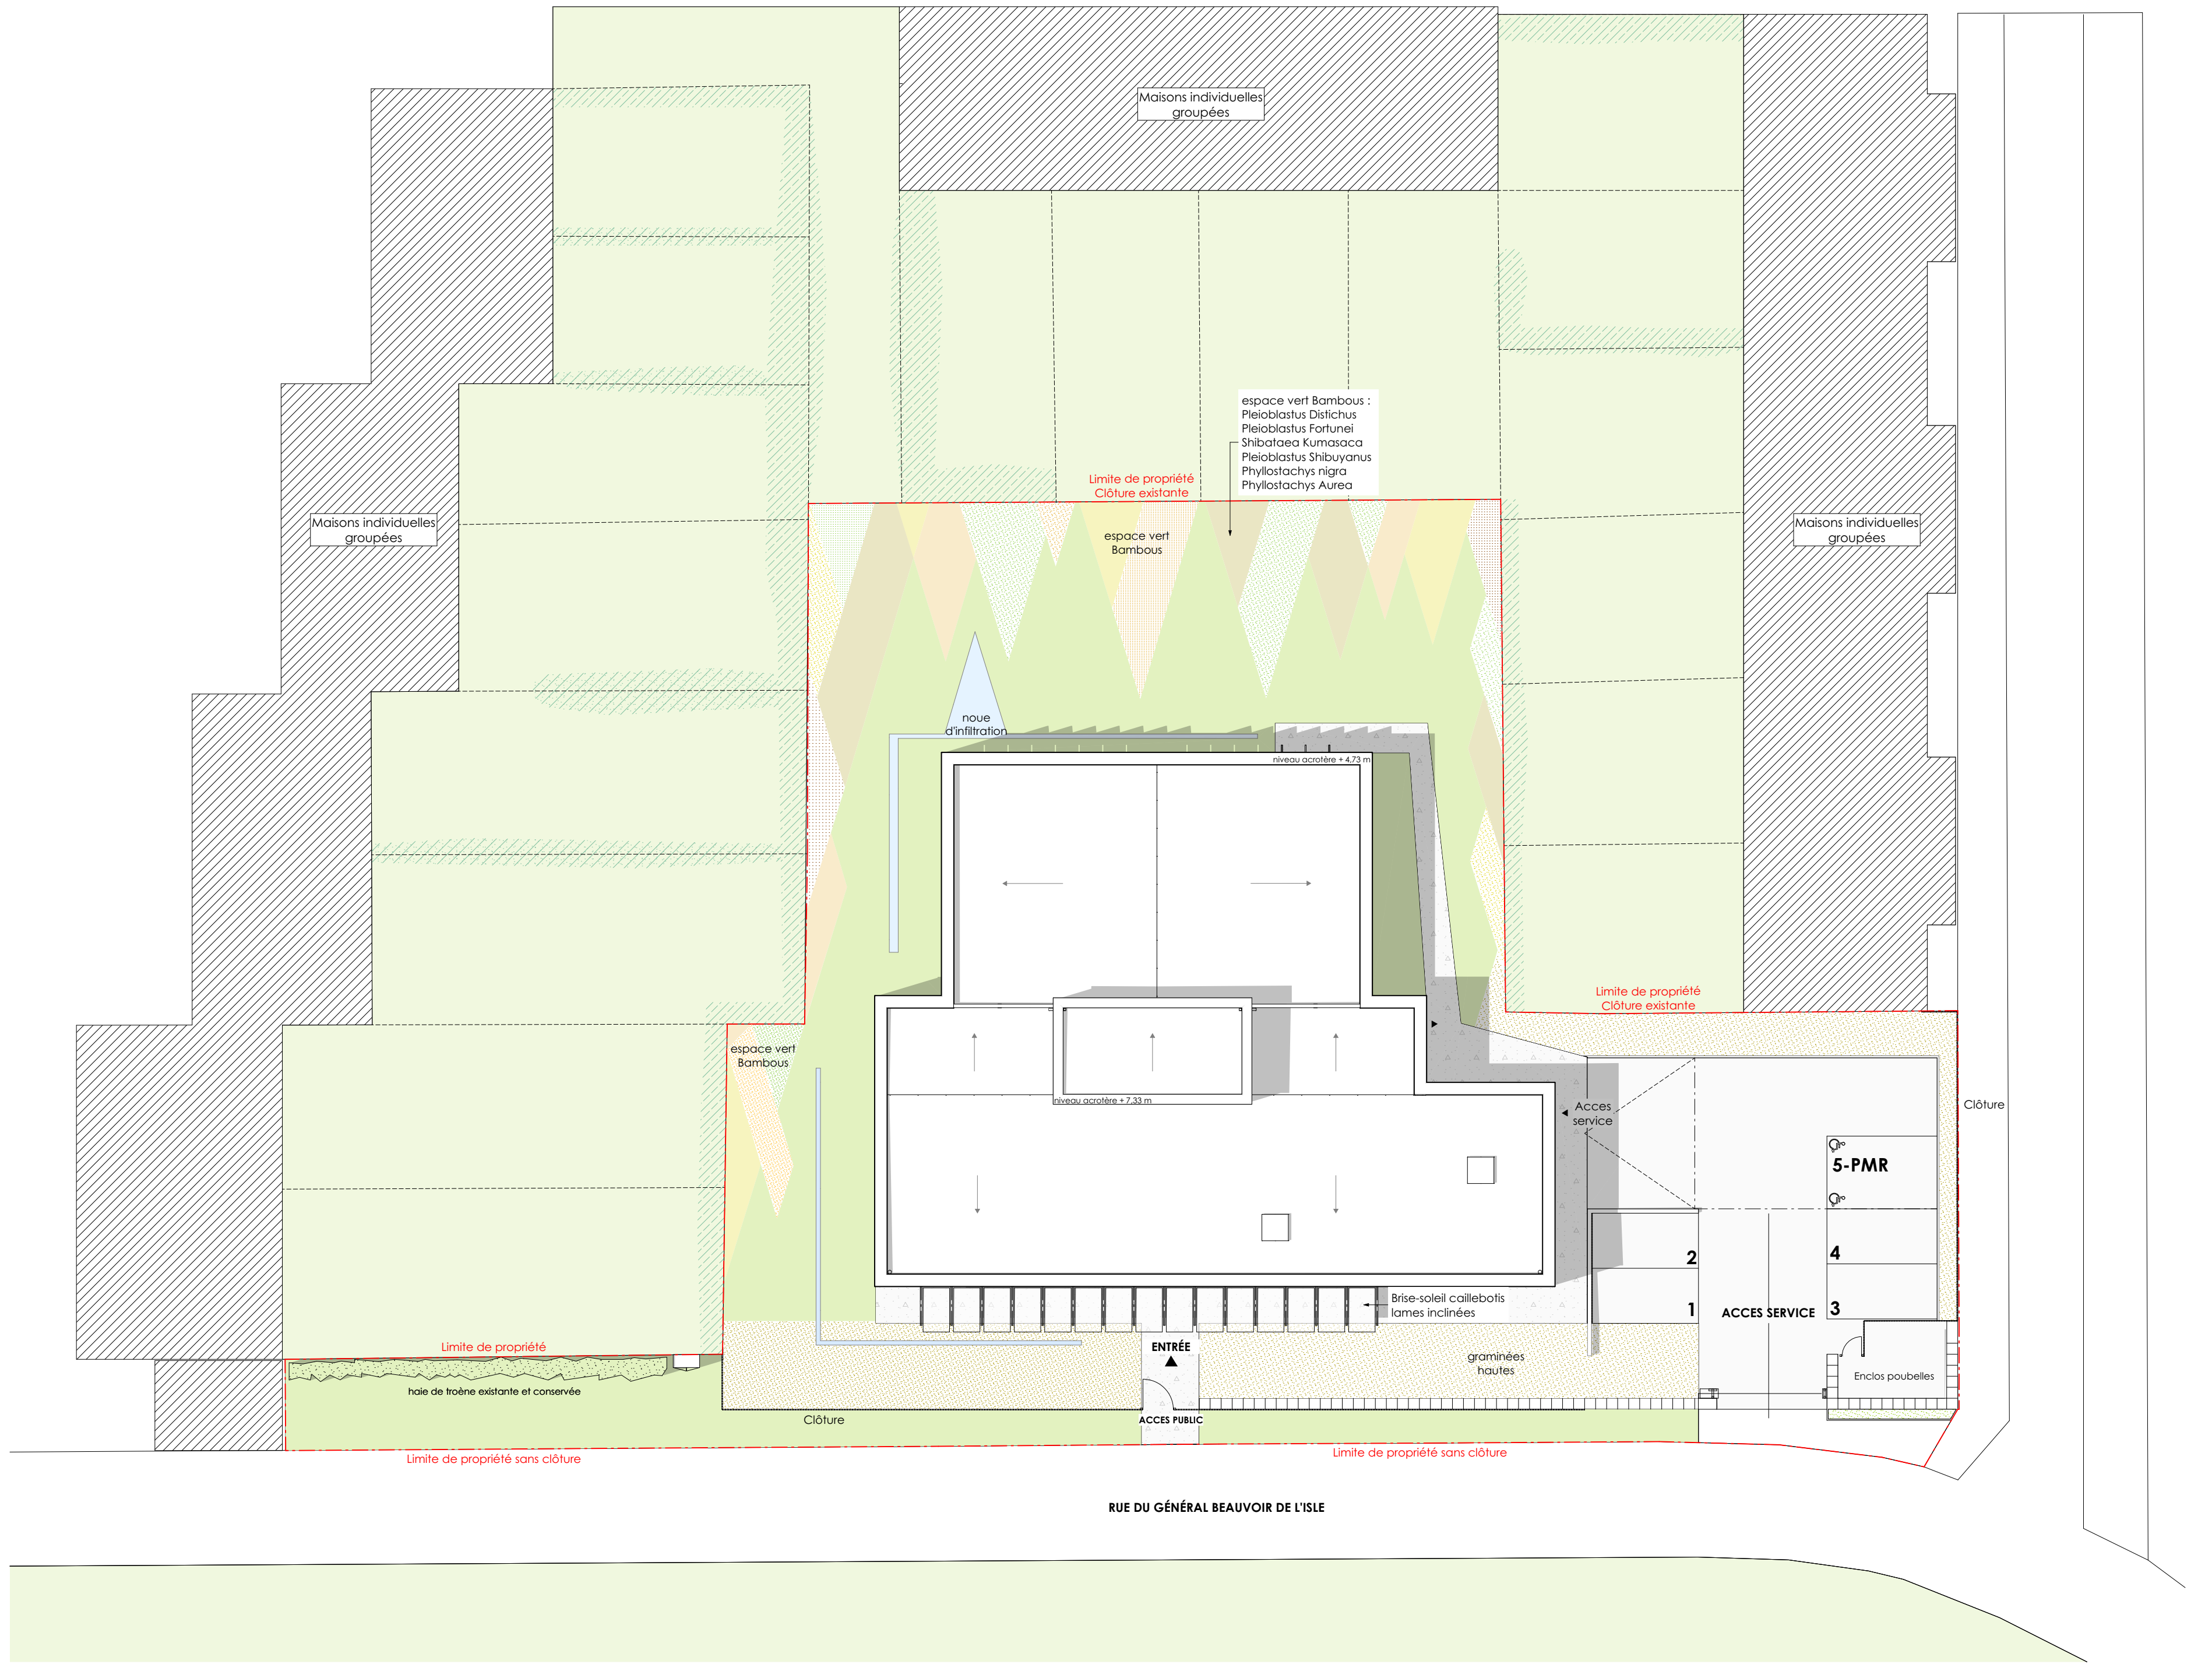 Maisons individuelles
groupées
espace vert Bambous :
Pleioblastus Distichus
Pleioblastus Fortunei
Shibataea Kumasaca
Pleioblastus Shibuyanus
Phyllostachys nigra
Phyllostachys Aurea
Limite de propriété
Clôture existante
Maisons individuelles
groupées
Maisons individuelles
groupées
espace vert
Bambous
noue
d'infiltration
niveau acrotère + 4,73 m
Limite de propriété
Clôture existante
espace vert
Bambous
niveau acrotère + 7,33 m
Acces
service
Clôture
5-PMR
2
4
1
ACCES SERVICE
3
Brise-soleil caillebotis
lames inclinées
Limite de propriété
ENTRÉE
graminées
hautes
Enclos poubelles
haie de troène existante et conservée
Clôture
ACCES PUBLIC
Limite de propriété sans clôture
Limite de propriété sans clôture
RUE DU GÉNÉRAL BEAUVOIR DE L'ISLE